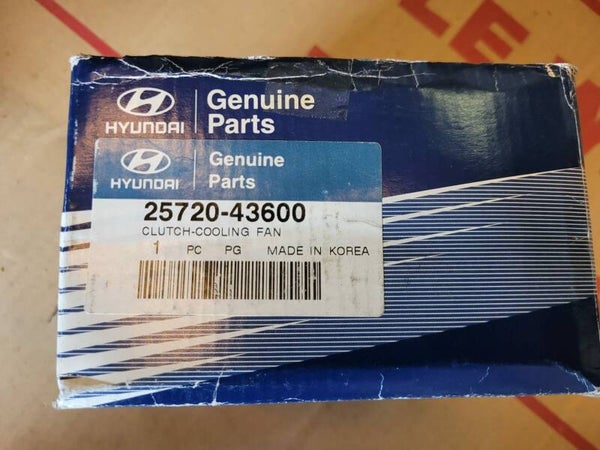 Genuine
Parts
HYUNDAI
Genuine
Parts
HYUNDAI
25720-43600
CLUTCH-COOLING FAN
1 PC PG MADE IN KOREA